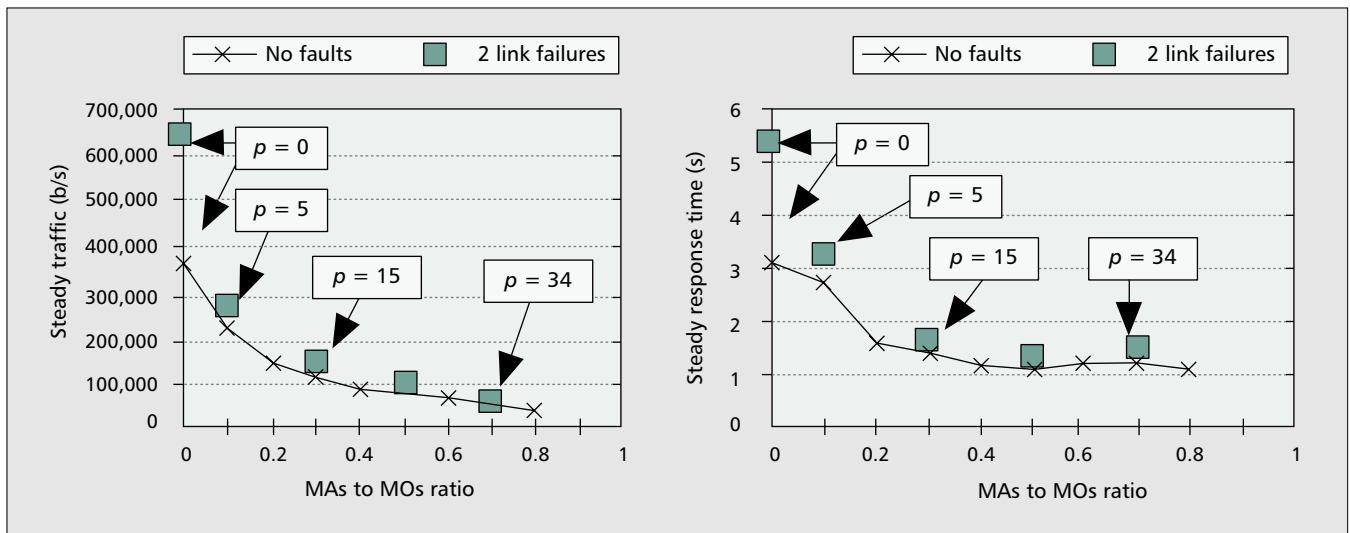 No faults 2 link failures
700,000
600,000
500,000
400,000
300,000
200,000
100,000
0
Steady traffic (b/s)
p = 0
p = 5
p = 15
p = 34
0 0.2 0.4 0.6 0.8 1
MAs to MOs ratio
No faults 2 link failures
6
5
4
3
2
1
0
Steady response time (s)
p = 0
p = 5
p = 15
p = 34
0 0.2 0.4 0.6 0.8 1
MAs to MOs ratio